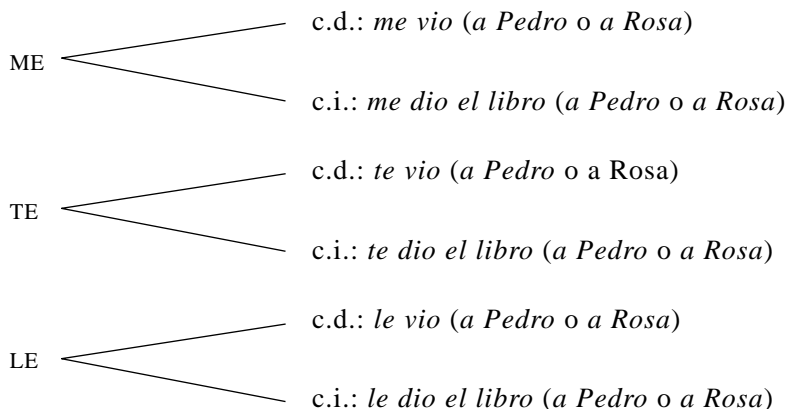 c.d.: me vio (a Pedro o a Rosa)
ME
c.i.: me dio el libro (a Pedro o a Rosa)
c.d.: te vio (a Pedro o a Rosa)
TE
c.i.: te dio el libro (a Pedro o a Rosa)
c.d.: le vio (a Pedro o a Rosa)
LE
c.i.: le dio el libro (a Pedro o a Rosa)